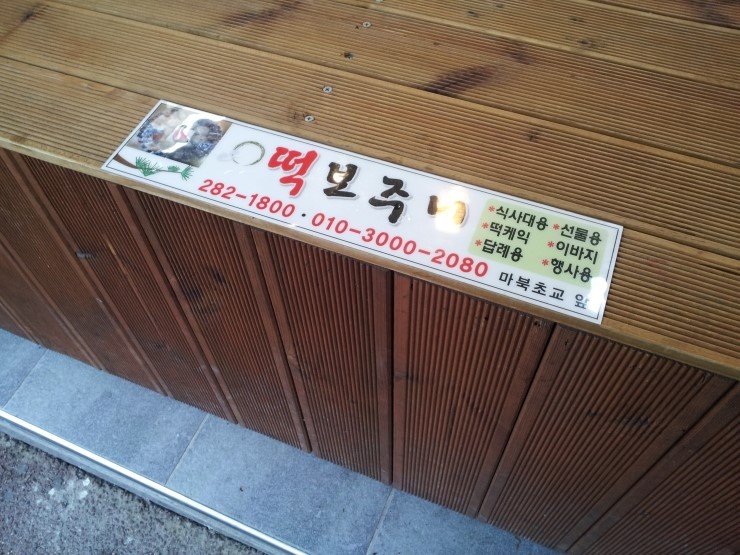 떡보주머
282-1800 · 010-3000-2080
*식사대용 *선물용
*떡케익 *이바지
*답례용 *행사용
마북초교 앞